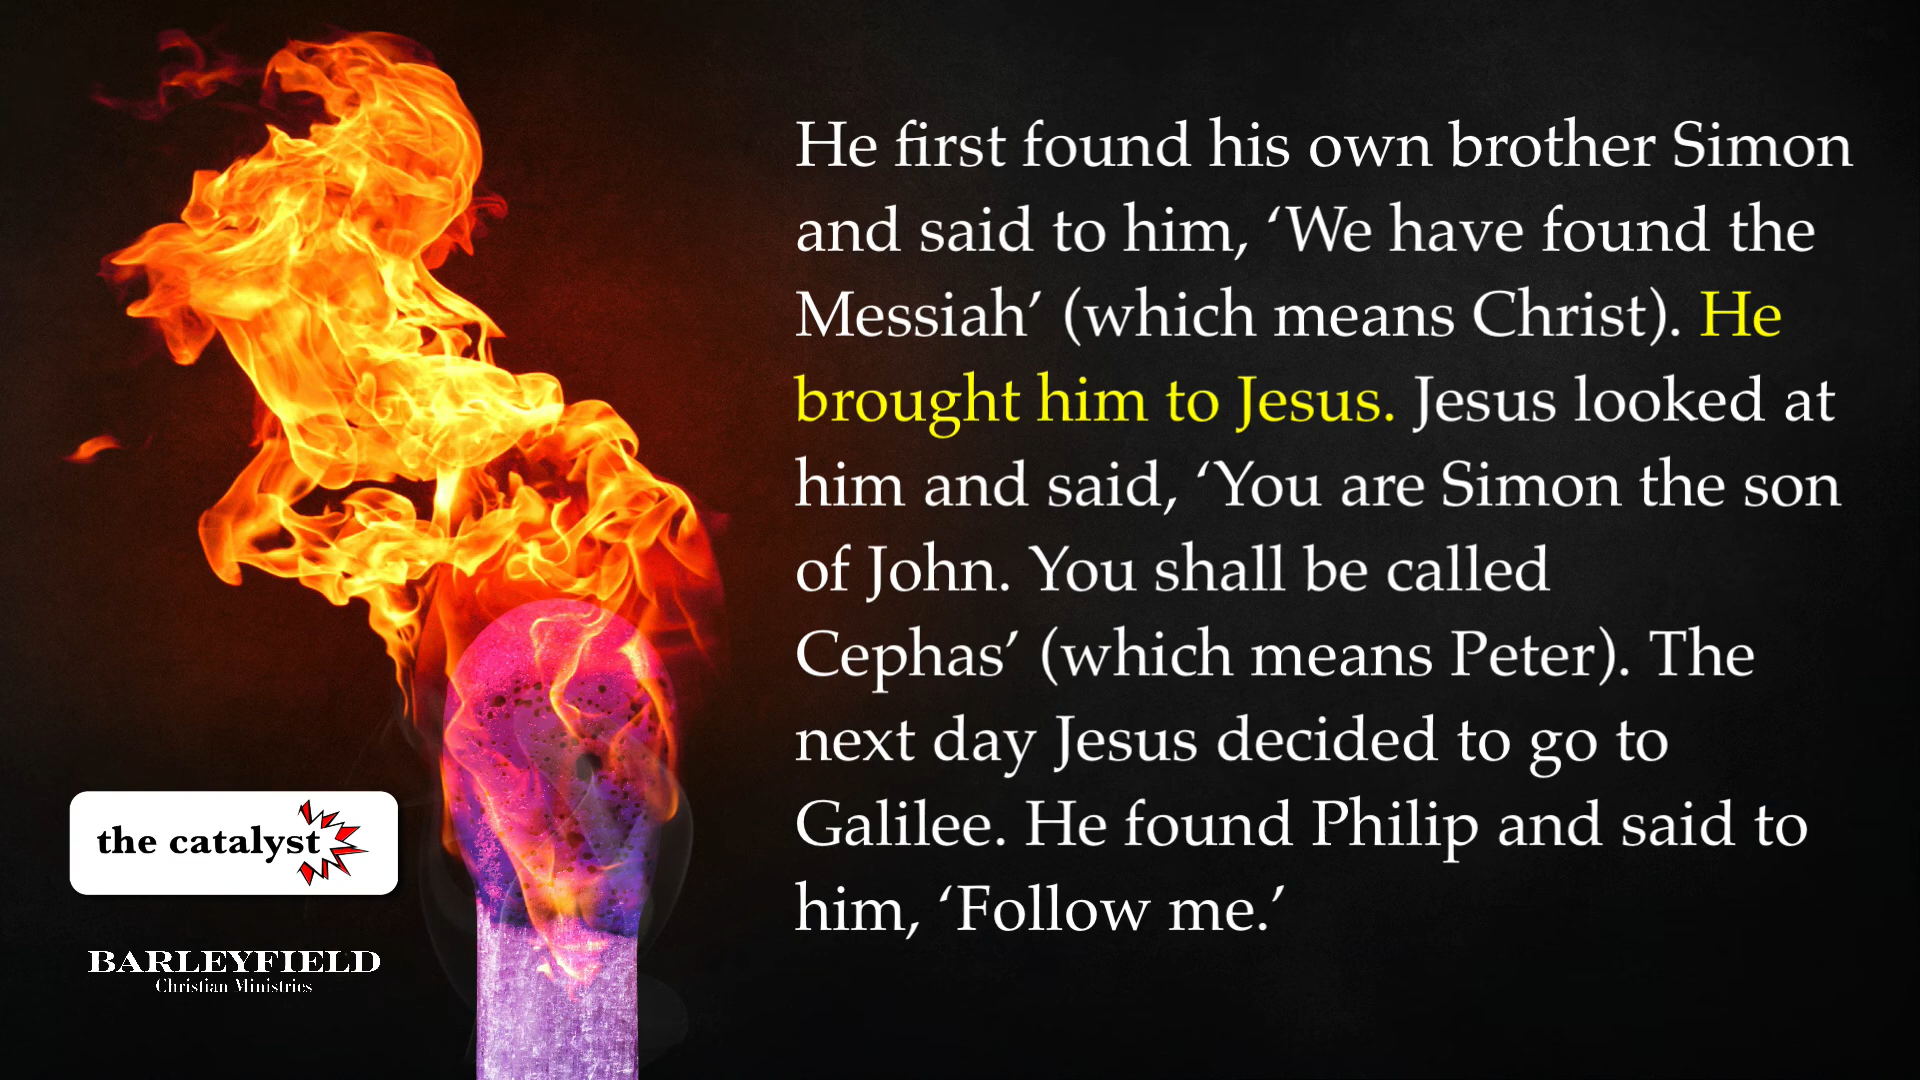 He first found his own brother Simon
and said to him, ‘We have found the
Messiah’ (which means Christ). He
brought him to Jesus. Jesus looked at
him and said, ‘You are Simon the son
of John. You shall be called
Cephas’ (which means Peter). The
next day Jesus decided to go to
Galilee. He found Philip and said to
him, ‘Follow me.’
the catalyst
BARLEYFIELD
Christian Ministries